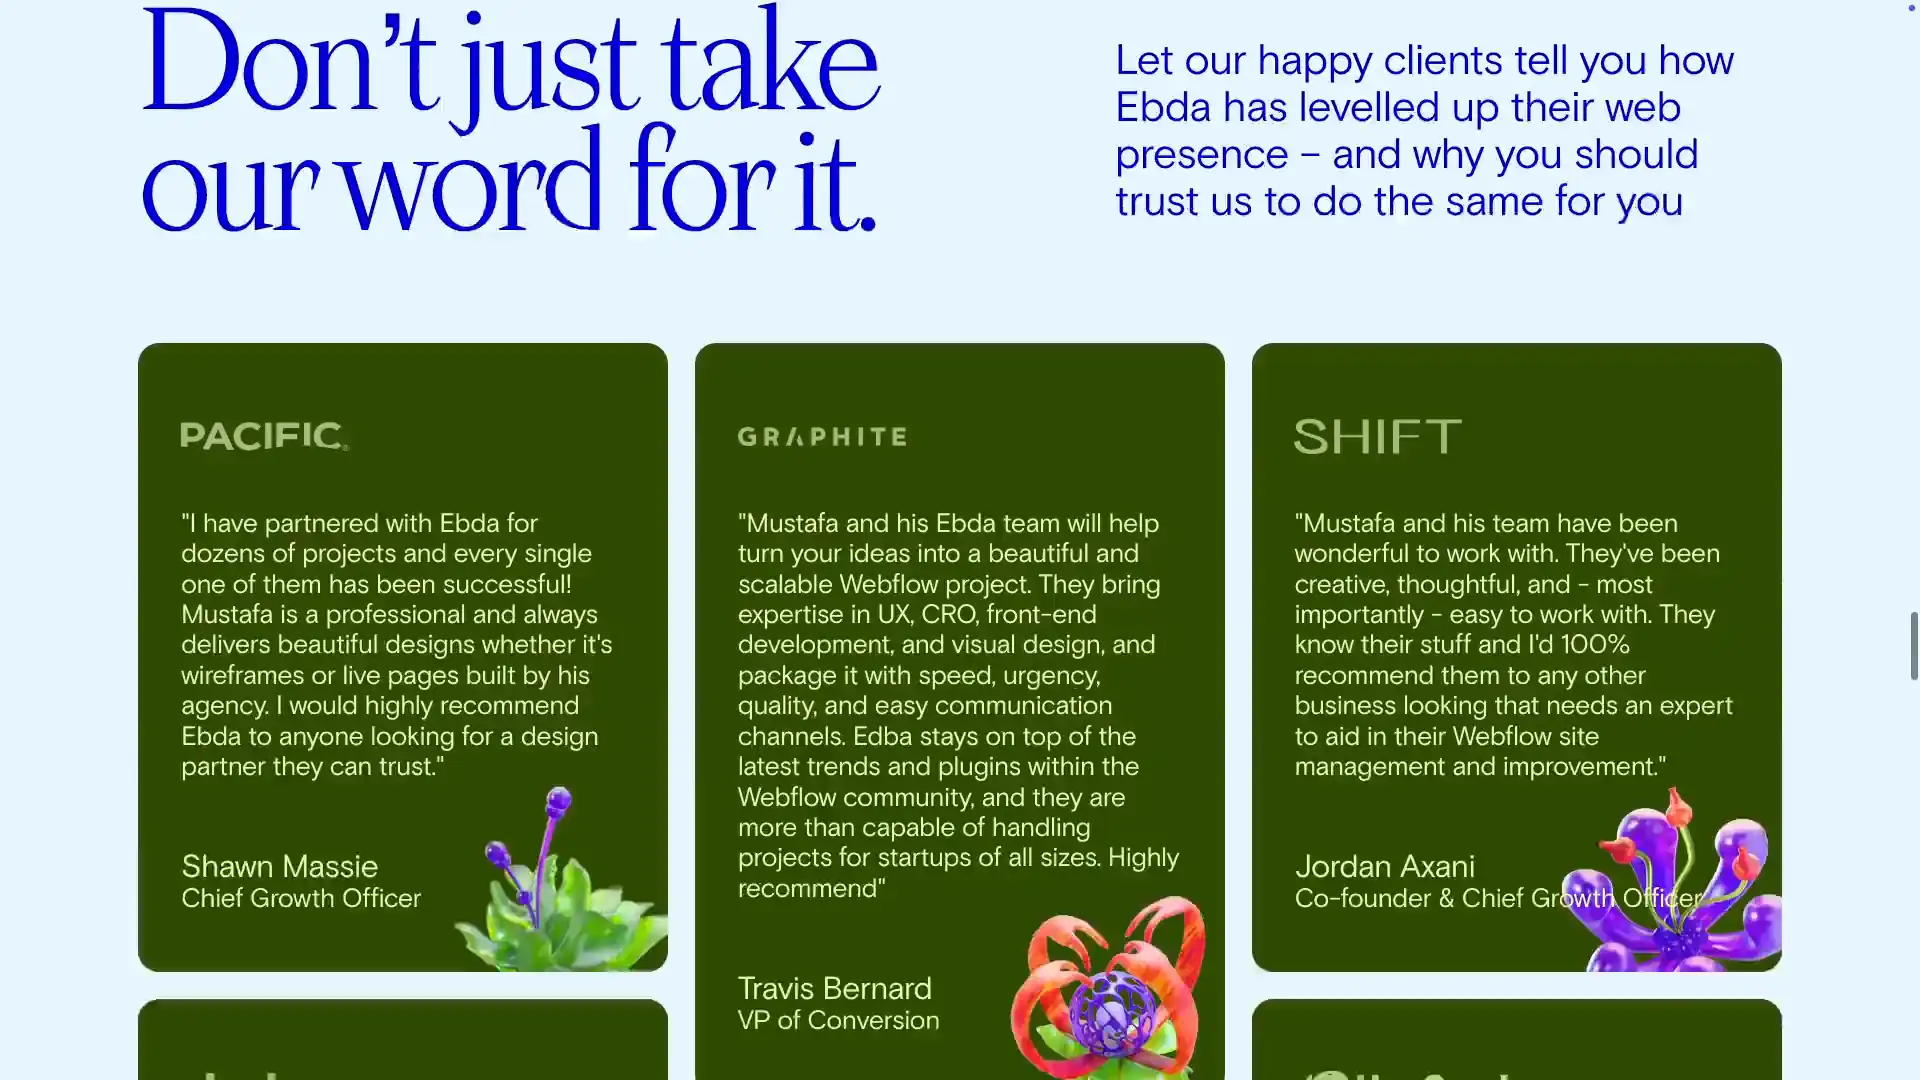 Don't just take
our word for it.
Let our happy clients tell you how
Ebda has levelled up their web
presence – and why you should
trust us to do the same for you
PACIFIC
"I have partnered with Ebda for
dozens of projects and every single
one of them has been successful!
Mustafa is a professional and always
delivers beautiful designs whether it's
wireframes or live pages built by his
agency. I would highly recommend
Ebda to anyone looking for a design
partner they can trust."
Shawn Massie
Chief Growth Officer
GRAPHITE
"Mustafa and his Ebda team will help
turn your ideas into a beautiful and
scalable Webflow project. They bring
expertise in UX, CRO, front-end
development, and visual design, and
package it with speed, urgency,
quality, and easy communication
channels. Edba stays on top of the
latest trends and plugins within the
Webflow community, and they are
more than capable of handling
projects for startups of all sizes. Highly
recommend"
Travis Bernard
VP of Conversion
SHIFT
"Mustafa and his team have been
wonderful to work with. They've been
creative, thoughtful, and – most
importantly – easy to work with. They
know their stuff and I'd 100%
recommend them to any other
business looking that needs an expert
to aid in their Webflow site
management and improvement."
Jordan Axani
Co-founder & Chief Growth Officer